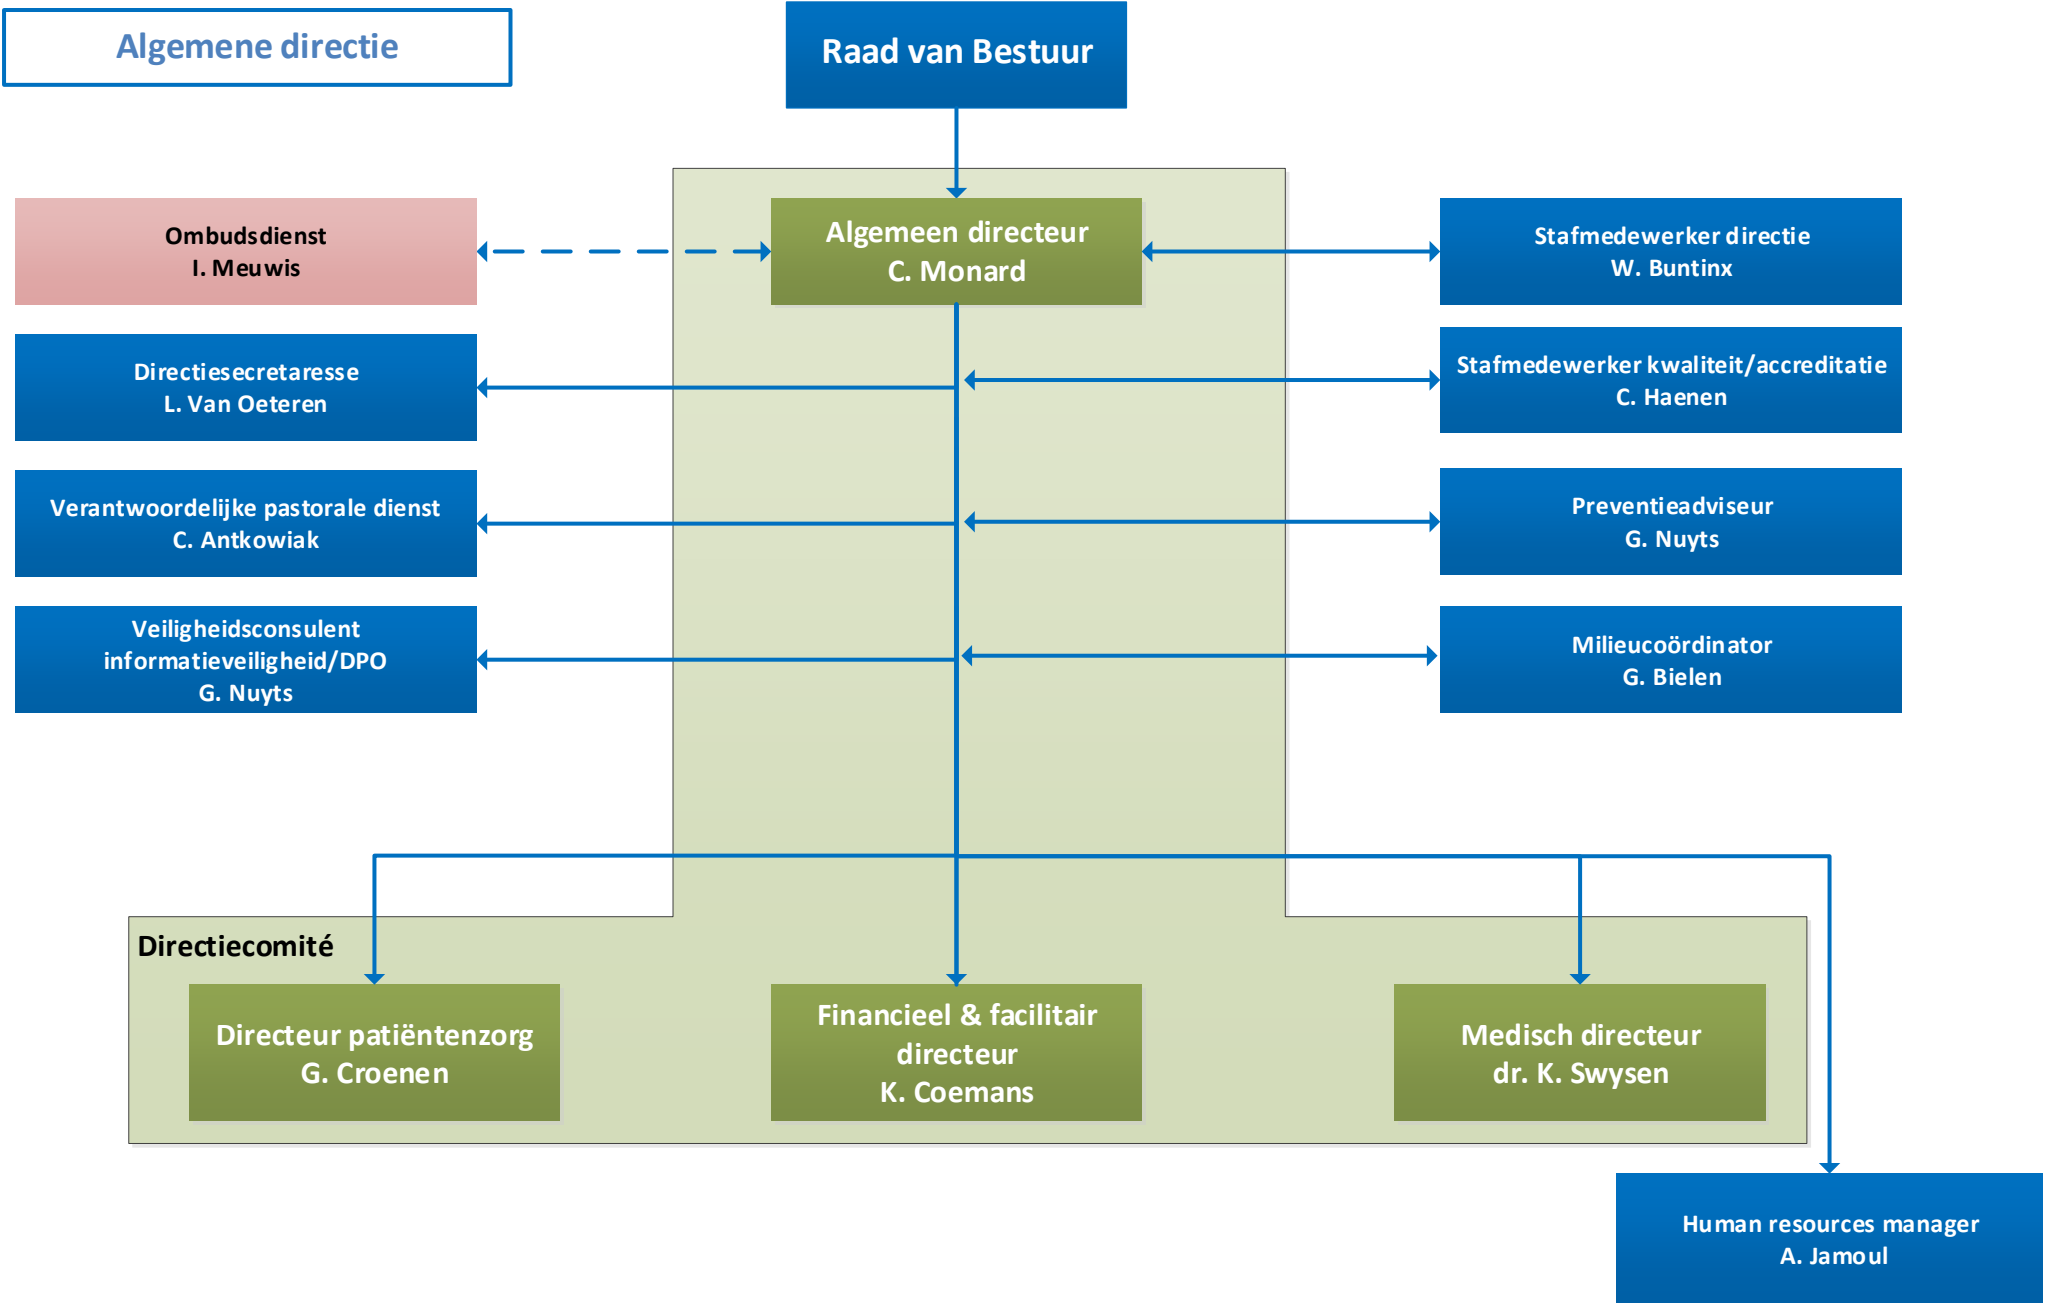 Algemene directie
Raad van Bestuur
Ombudsdienst
I. Meuwis
Algemeen directeur
C. Monard
Stafmedewerker directie
W. Buntinx
Directiesecretaresse
L. Van Oeteren
Stafmedewerker kwaliteit/accreditatie
C. Haenen
Verantwoordelijke pastorale dienst
C. Antkowiak
Preventieadviseur
G. Nuyts
Veiligheidsconsulent
informatieveiligheid/DPO
G. Nuyts
Milieucoördinator
G. Bielen
Directiecomité
Directeur patiëntenzorg
G. Croenen
Financieel & facilitair
directeur
K. Coemans
Medisch directeur
dr. K. Swysen
Human resources manager
A. Jamoul